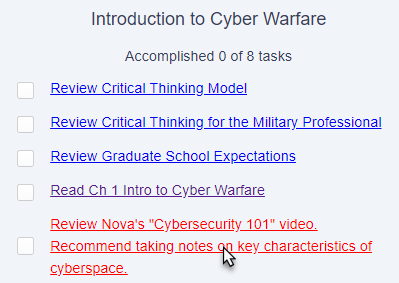 Introduction to Cyber Warfare
Accomplished 0 of 8 tasks
Review Critical Thinking Model
Review Critical Thinking for the Military Professional
Review Graduate School Expectations
Read Ch 1 Intro to Cyber Warfare
Review Nova's "Cybersecurity 101" video.
Recommend taking notes on key characteristics of
cyberspace.